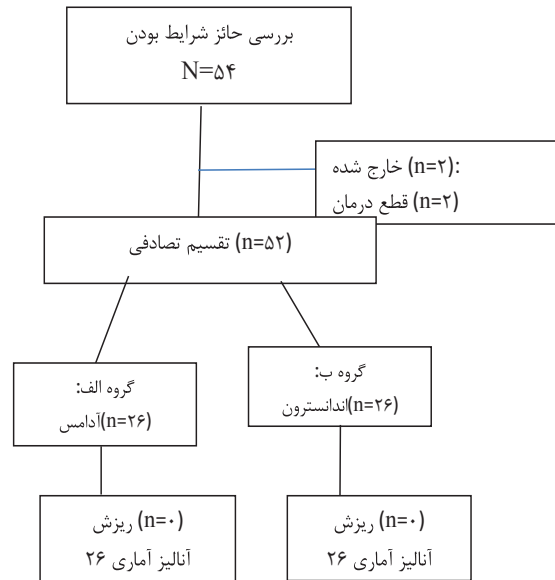 بررسی حائز شرایط بودن
N=۵۴
خارج شده (n=۲):
قطع درمان (n=۲)
تقسیم تصادفی (n=۵۲)
گروه الف:
آدامس(n=۲۶)
گروه ب:
اندانسترون(n=۲۶)
ریزش (n=۰)
آنالیز آماری ۲۶
ریزش (n=۰)
آنالیز آماری ۲۶